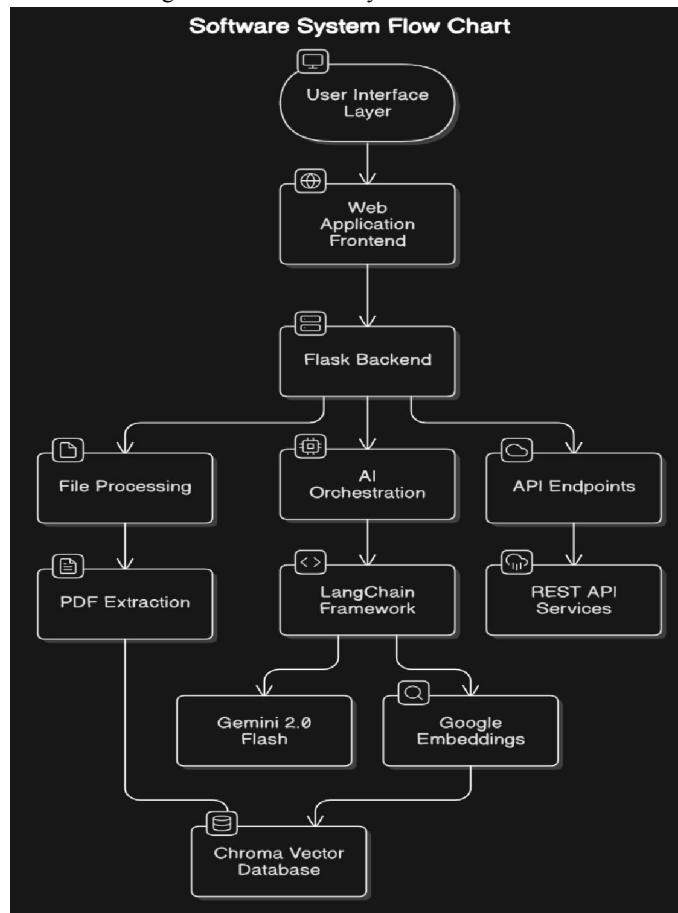 Software System Flow Chart
User Interface
Layer
Web
Application
Frontend
Flask Backend
File Processing
AI
Orchestration
API Endpoints
PDF Extraction
LangChain
Framework
REST API
Services
Gemini 2.0
Flash
Google
Embeddings
Chroma Vector
Database